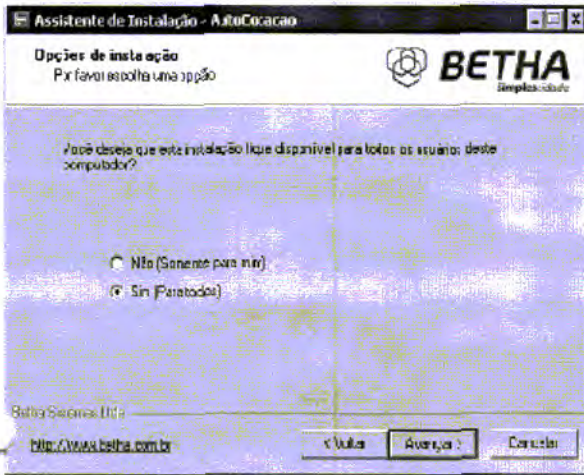 Assistente de Instalação - AutoCotacao
Opções de instalação
Por favor escolha uma opção
BETHA
Simplescidade
Você deseja que esta instalação fique disponível para todos os usuários deste
computador?
Não (Somente para mim)
Sim (Para todos)
Betha Sistemas Ltda
http://www.betha.com.br
< Voltar
Avançar >
Cancelar